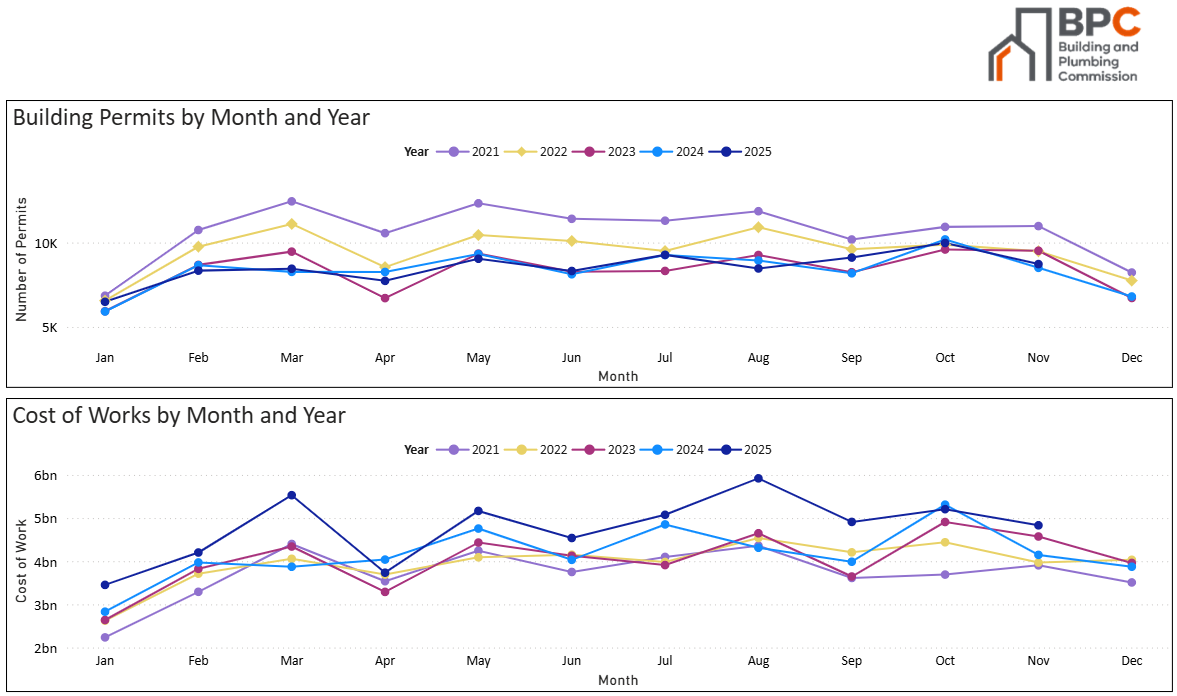 BPC
Building and
Plumbing
Commission
Building Permits by Month and Year
Year 2021 2022 2023 2024 2025
Number of Permits
10K
5K
Jan Feb Mar Apr May Jun Jul Aug Sep Oct Nov Dec
Month
Cost of Works by Month and Year
Year 2021 2022 2023 2024 2025
Cost of Work
6bn
5bn
4bn
3bn
2bn
Jan Feb Mar Apr May Jun Jul Aug Sep Oct Nov Dec
Month